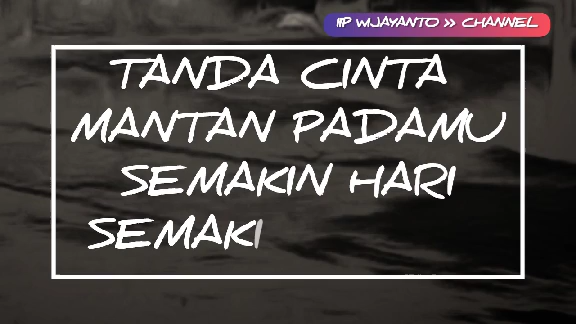 IIP WIJAYANTO >> CHANNEL
TANDA CINTA
MANTAN PADAMU
SEMAKIN HARI
SEMAKI